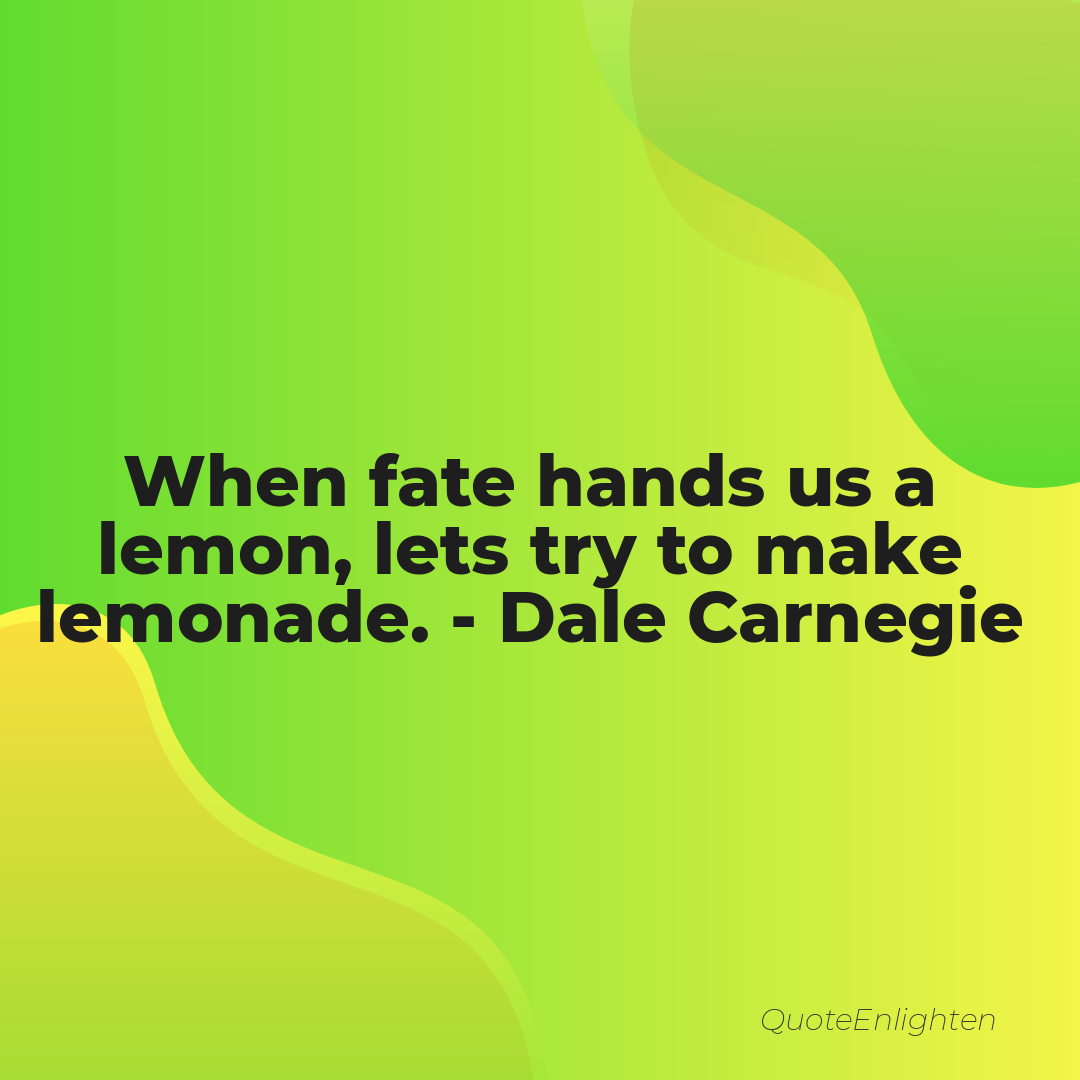 When fate hands us a
lemon, lets try to make
lemonade. - Dale Carnegie
QuoteEnlighten